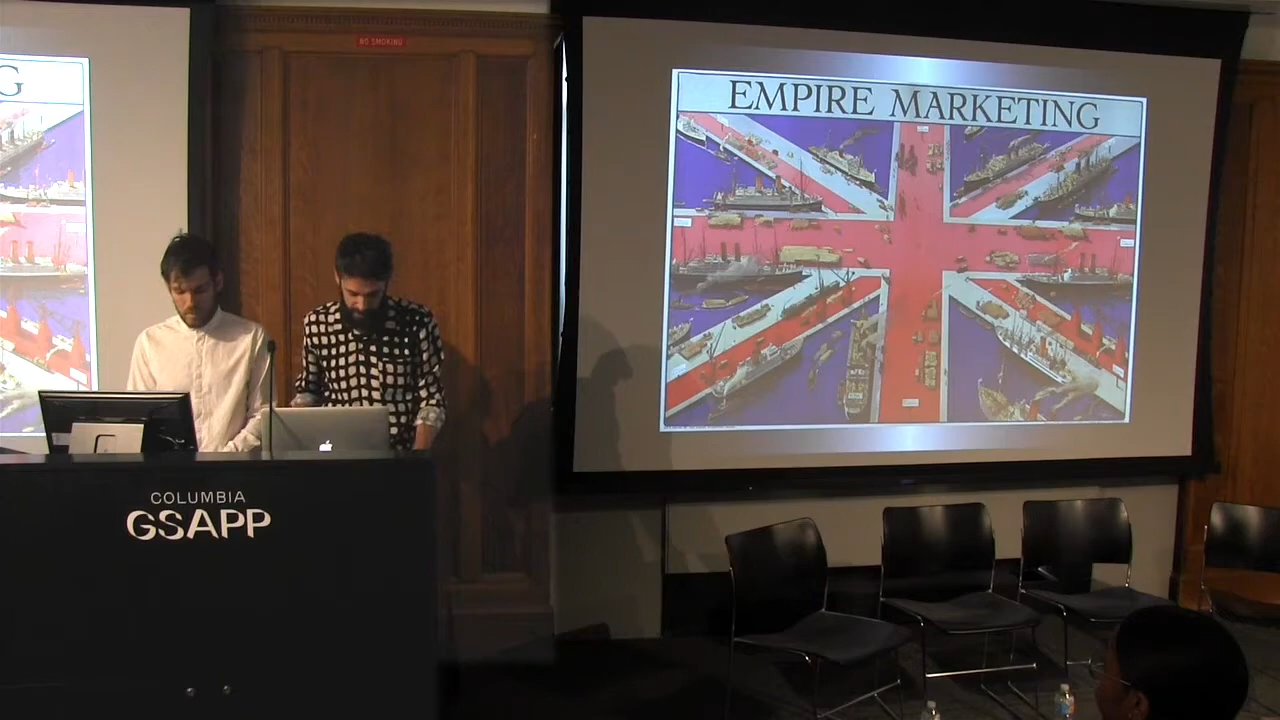 NO SMOKING
G
EMPIRE MARKETING
COLUMBIA
GSAPP